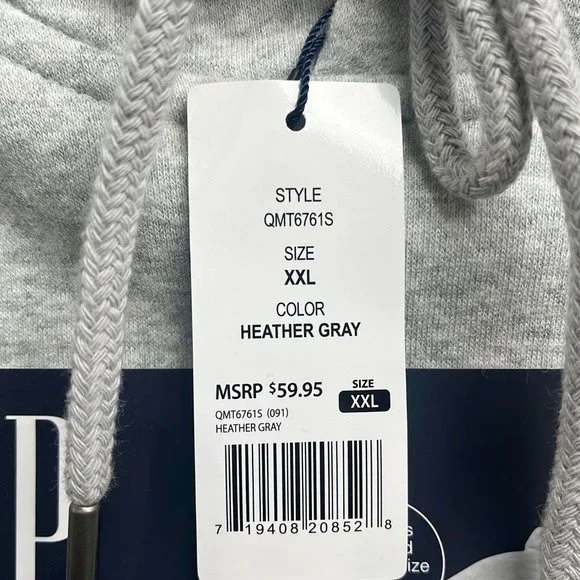 STYLE
QMT6761S
SIZE
XXL
COLOR
HEATHER GRAY
MSRP $59.95
SIZE
XXL
QMT6761S (091)
HEATHER GRAY
7 19408 20852 8
P
ize